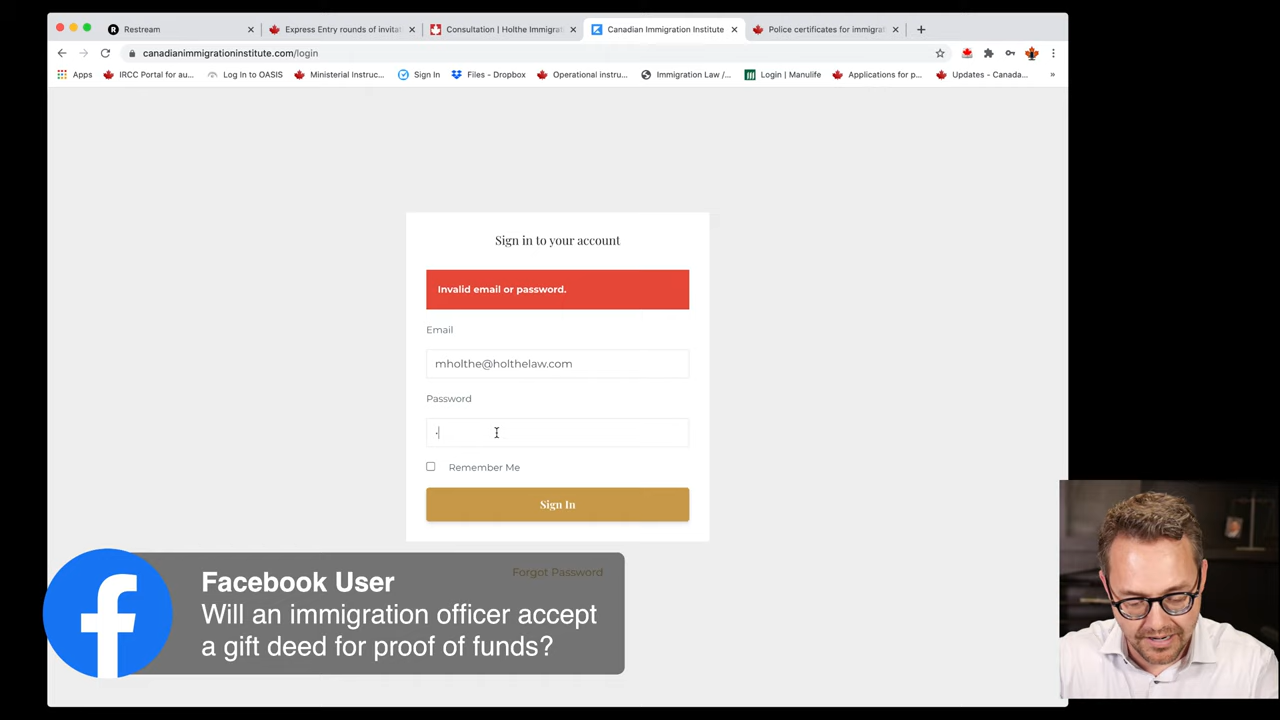 Restream
Express Entry rounds of invitat
Consultation | Holthe Immigrati
Canadian Immigration Institute
Police certificates for immigrat
canadianimmigrationinstitute.com/login
Apps
IRCC Portal for au...
Log In to OASIS
Ministerial Instruc...
Sign In
Files - Dropbox
Operational instru...
Immigration Law /...
Login | Manulife
Applications for p...
Updates - Canada...
Sign in to your account
Invalid email or password.
Email
mholthe@holthelaw.com
Password
Remember Me
Sign In
Forgot Password
Facebook User
Will an immigration officer accept
a gift deed for proof of funds?